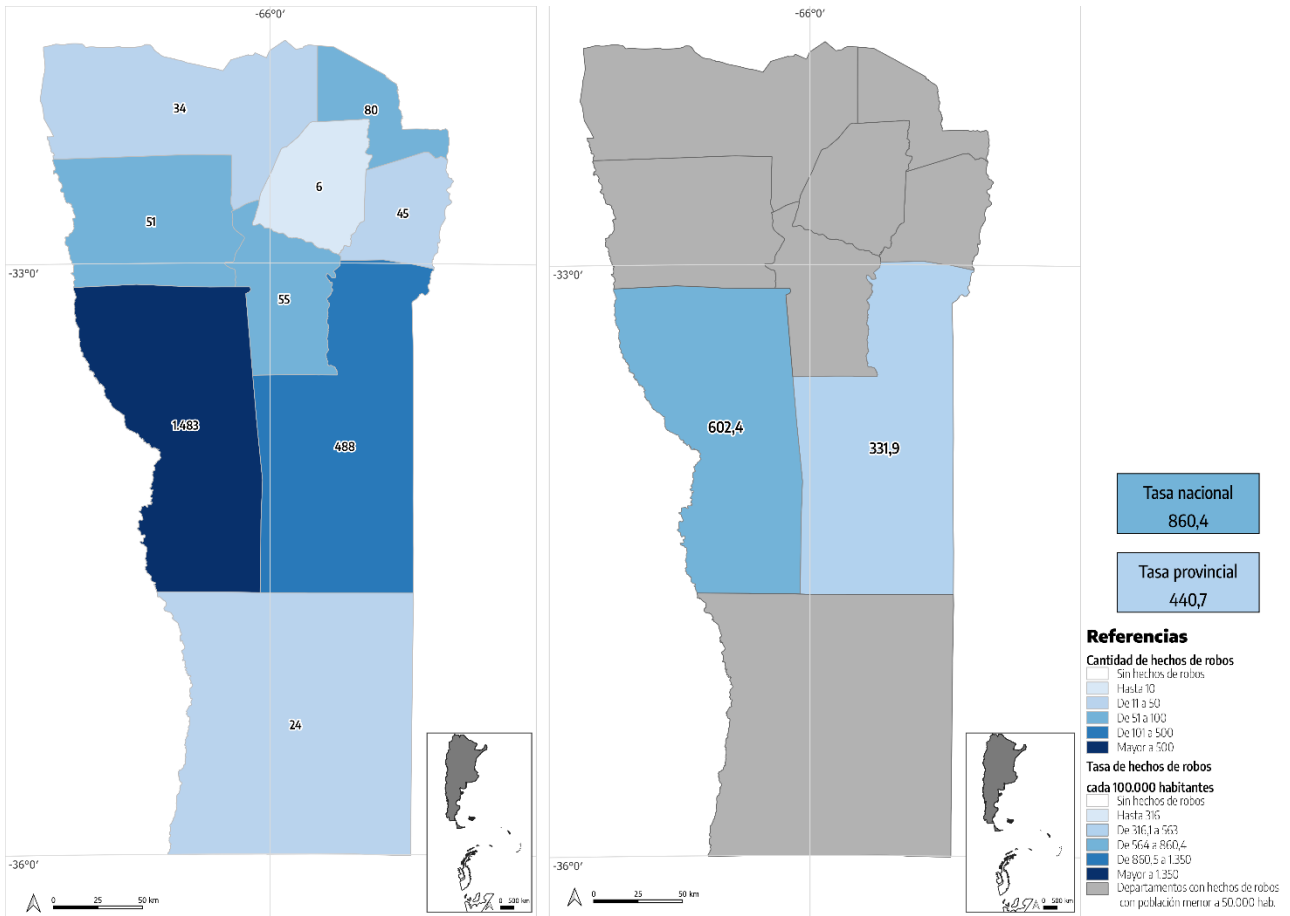 -66°0'
34
80
6
51
45
-33°0'
55
1.483
488
24
-36°0'
0 25 50 km
0 500 km
-66°0'
-33°0'
602,4
331,9
-36°0'
0 25 50 km
0 500 km
Tasa nacional
860,4
Tasa provincial
440,7
Referencias
Cantidad de hechos de robos
Sin hechos de robos
Hasta 10
De 11 a 50
De 51 a 100
De 101 a 500
Mayor a 500
Tasa de hechos de robos
cada 100.000 habitantes
Sin hechos de robos
Hasta 316
De 316,1 a 563
De 564 a 860,4
De 860,5 a 1.350
Mayor a 1.350
Departamentos con hechos de robos
con población menor a 50.000 hab.